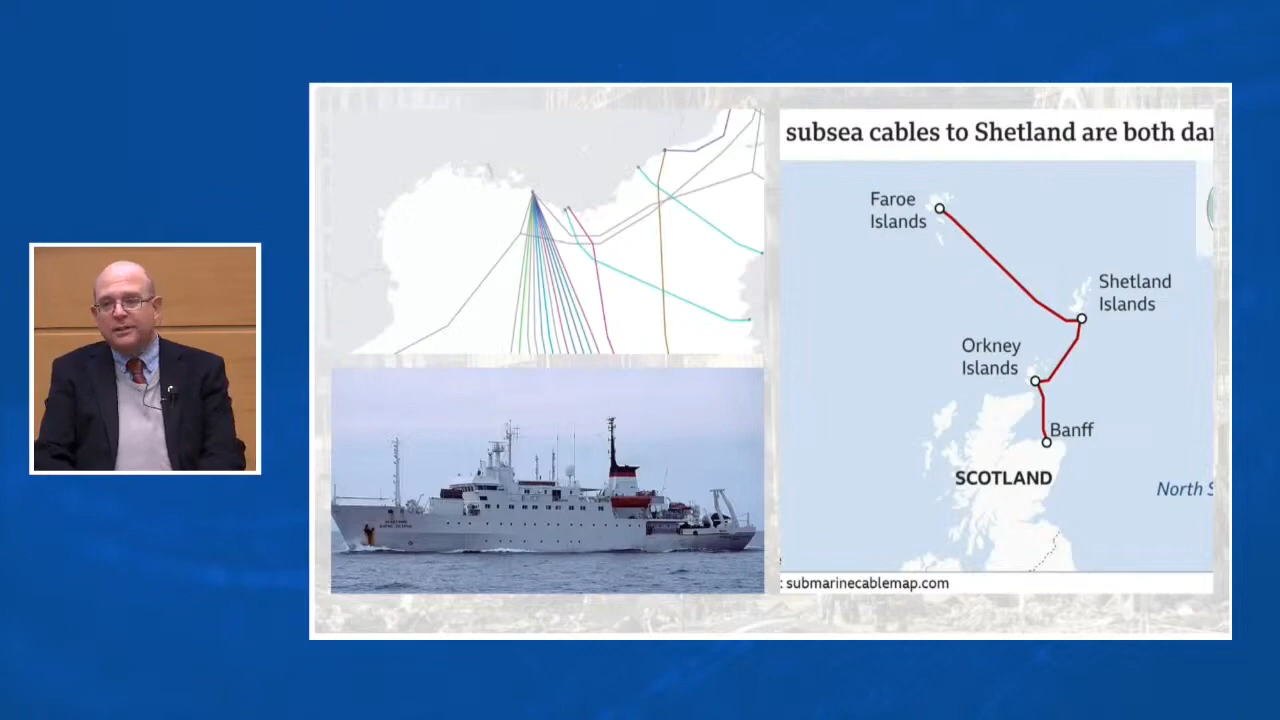 subsea cables to Shetland are both da
Faroe
Islands
Shetland
Islands
Orkney
Islands
Banff
SCOTLAND
North S
: submarinecablemap.com